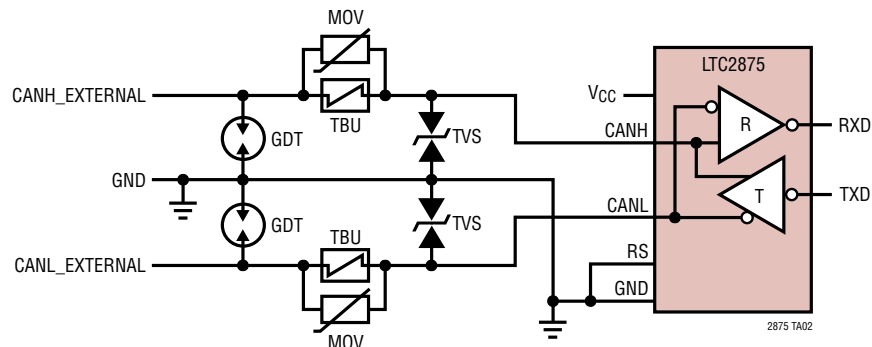 MOV
LTC2875
CANH_EXTERNAL
VCC
TBU
R
RXD
GDT
TVS
CANH
GND
T
TXD
CANL
GDT
TVS
TBU
CANL_EXTERNAL
RS
GND
MOV
2875 TA02